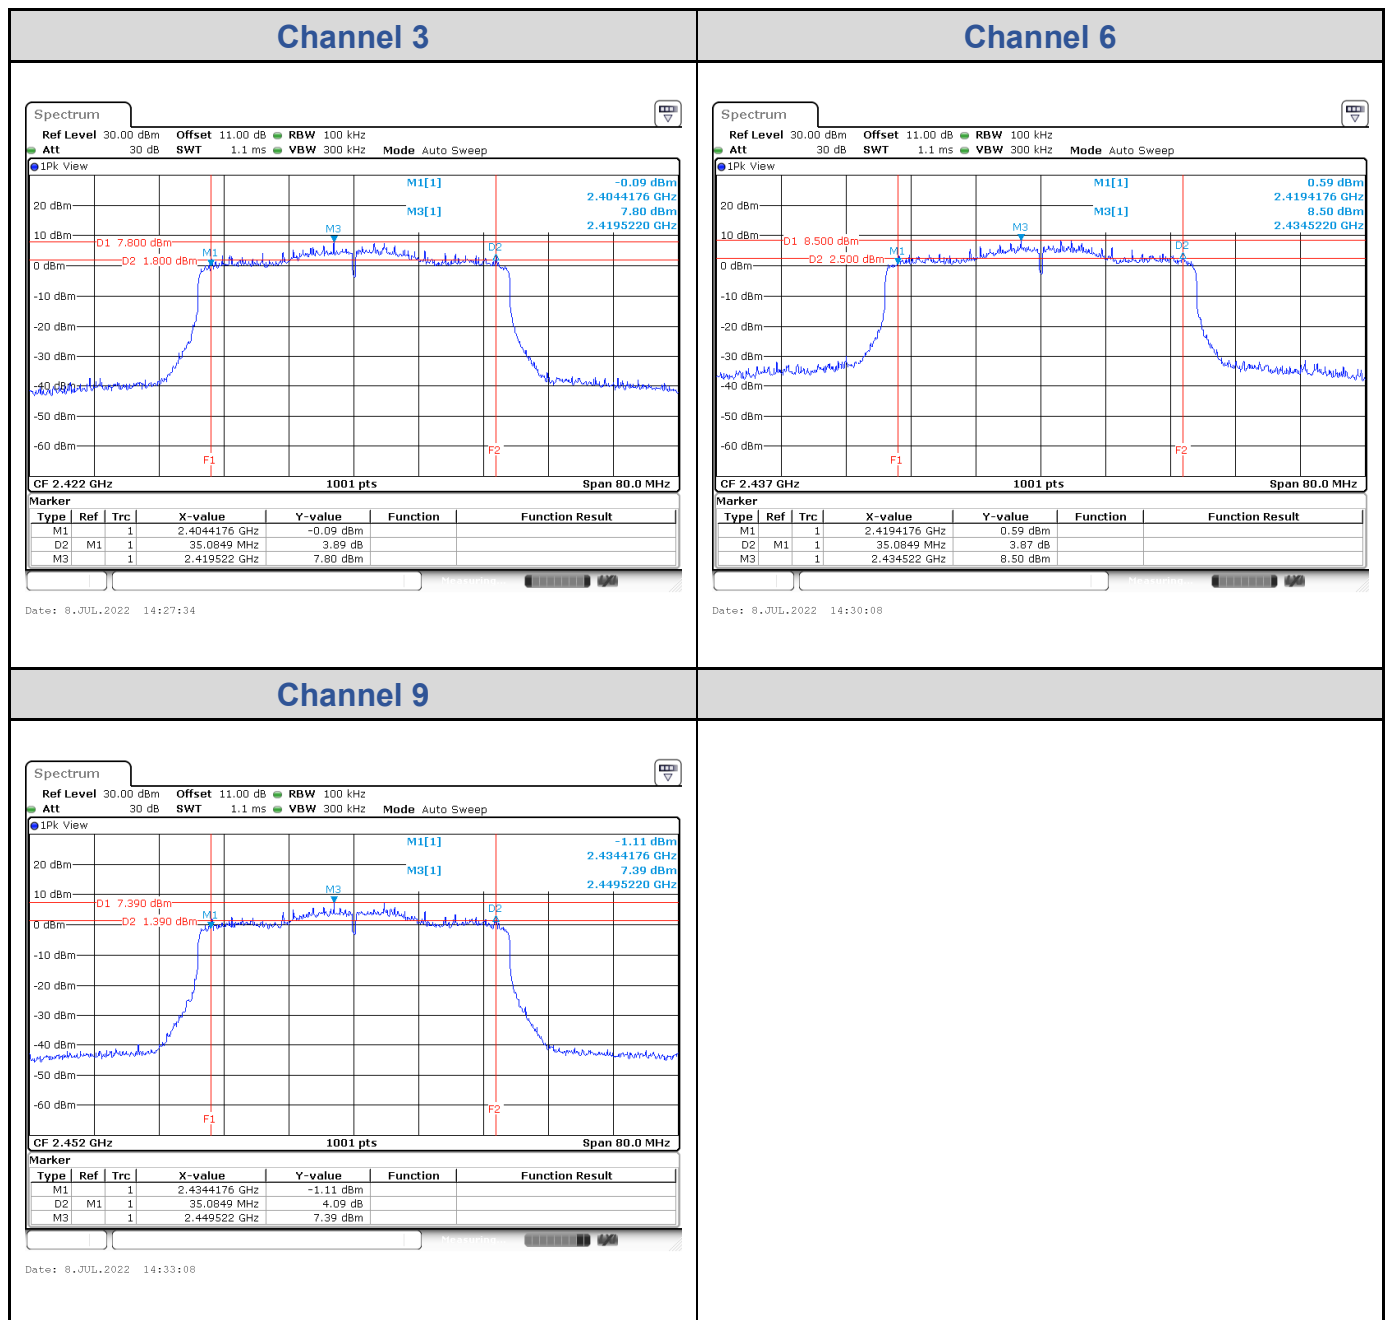 Channel 3
Spectrum
Ref Level 30.00 dBm Offset 11.00 dB RBW 100 kHz
Att 30 dB SWT 1.1 ms VBW 300 kHz Mode Auto Sweep
1Pk View
M1[1] -0.09 dBm
2.4044176 GHz
M3[1] 7.80 dBm
2.4195220 GHz
20 dBm
10 dBm
D1 7.800 dBm
M3
M1
D2
D2 1.800 dBm
0 dBm
-10 dBm
-20 dBm
-30 dBm
-40 dBm
-50 dBm
-60 dBm
F1
F2
CF 2.422 GHz 1001 pts Span 80.0 MHz
Marker
Type Ref Trc X-value Y-value Function Function Result
M1 1 2.4044176 GHz -0.09 dBm
D2 M1 1 35.0849 MHz 3.89 dB
M3 1 2.419522 GHz 7.80 dBm
Measuring...
Date: 8.JUL.2022 14:27:34
Channel 6
Spectrum
Ref Level 30.00 dBm Offset 11.00 dB RBW 100 kHz
Att 30 dB SWT 1.1 ms VBW 300 kHz Mode Auto Sweep
1Pk View
M1[1] 0.59 dBm
2.4194176 GHz
M3[1] 8.50 dBm
2.4345220 GHz
20 dBm
10 dBm
D1 8.500 dBm
M3
M1
D2
D2 2.500 dBm
0 dBm
-10 dBm
-20 dBm
-30 dBm
-40 dBm
-50 dBm
-60 dBm
F1
F2
CF 2.437 GHz 1001 pts Span 80.0 MHz
Marker
Type Ref Trc X-value Y-value Function Function Result
M1 1 2.4194176 GHz 0.59 dBm
D2 M1 1 35.0849 MHz 3.87 dB
M3 1 2.434522 GHz 8.50 dBm
Measuring...
Date: 8.JUL.2022 14:30:08
Channel 9
Spectrum
Ref Level 30.00 dBm Offset 11.00 dB RBW 100 kHz
Att 30 dB SWT 1.1 ms VBW 300 kHz Mode Auto Sweep
1Pk View
M1[1] -1.11 dBm
2.4344176 GHz
M3[1] 7.39 dBm
2.4495220 GHz
20 dBm
10 dBm
D1 7.390 dBm
M3
M1
D2
D2 1.390 dBm
0 dBm
-10 dBm
-20 dBm
-30 dBm
-40 dBm
-50 dBm
-60 dBm
F1
F2
CF 2.452 GHz 1001 pts Span 80.0 MHz
Marker
Type Ref Trc X-value Y-value Function Function Result
M1 1 2.4344176 GHz -1.11 dBm
D2 M1 1 35.0849 MHz 4.09 dB
M3 1 2.449522 GHz 7.39 dBm
Measuring...
Date: 8.JUL.2022 14:33:08